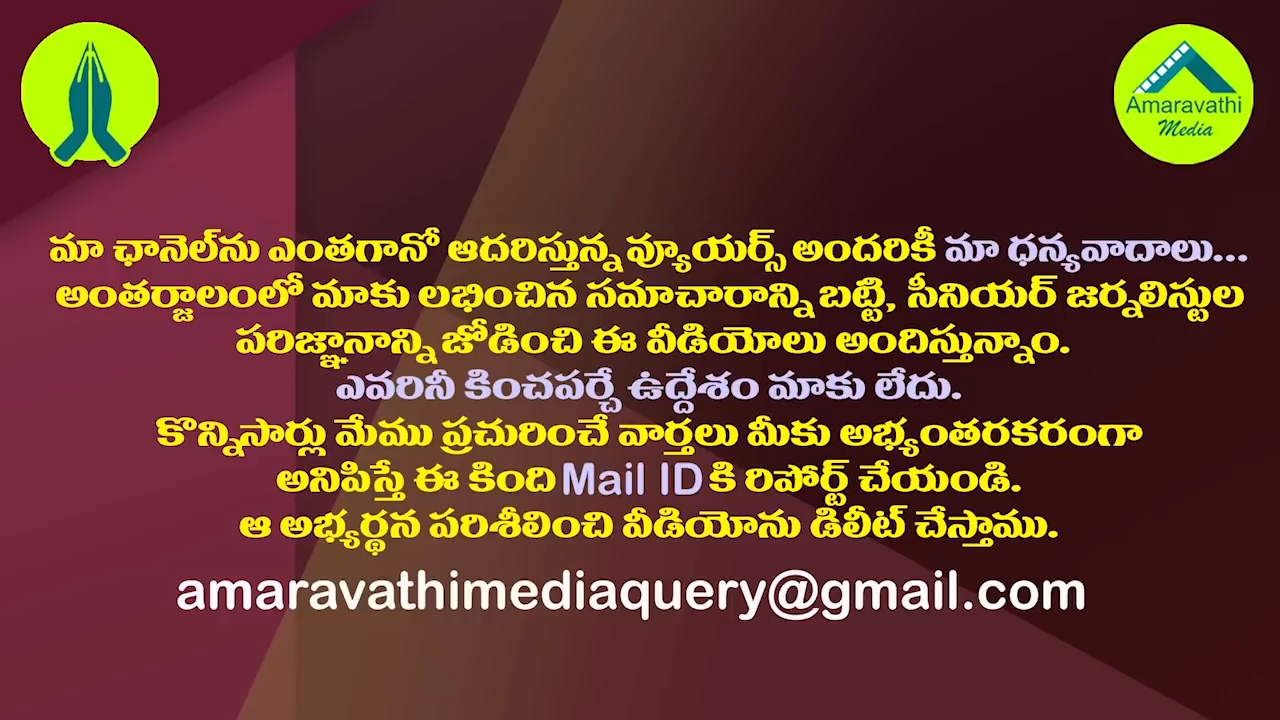 Amaravathi
Media
మా ఛానెల్‌ను ఎంతగానో ఆదరిస్తున్న వ్యూయర్స్ అందరికీ మా ధన్యవాదాలు...
అంతర్జాలంలో మాకు లభించిన సమాచారాన్ని బట్టి, సీనియర్ జర్నలిస్టుల
పరిజ్ఞానాన్ని జోడించి ఈ వీడియోలు అందిస్తున్నాం.
ఎవరినీ కించపర్చే ఉద్దేశం మాకు లేదు.
కొన్నిసార్లు మేము ప్రచురించే వార్తలు మీకు అభ్యంతరకరంగా
అనిపిస్తే ఈ కింది Mail ID కి రిపోర్ట్ చేయండి.
ఆ అభ్యర్థన పరిశీలించి వీడియోను డిలీట్ చేస్తాము.
amaravathimediaquery@gmail.com